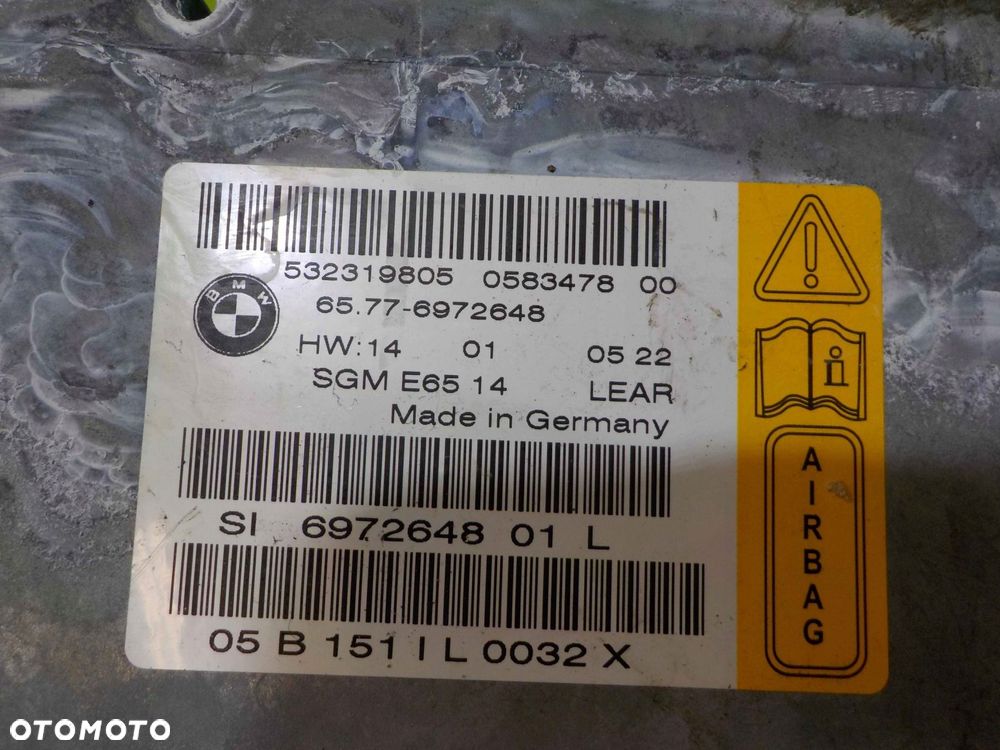 532319805 0583478 00
BMW
65.77-6972648
HW:14 01 05 22
SGM E65 14 LEAR
Made in Germany
SI 6972648 01 L
05 B 151 I L 0032 X
AIRBAG
OTOMOTO